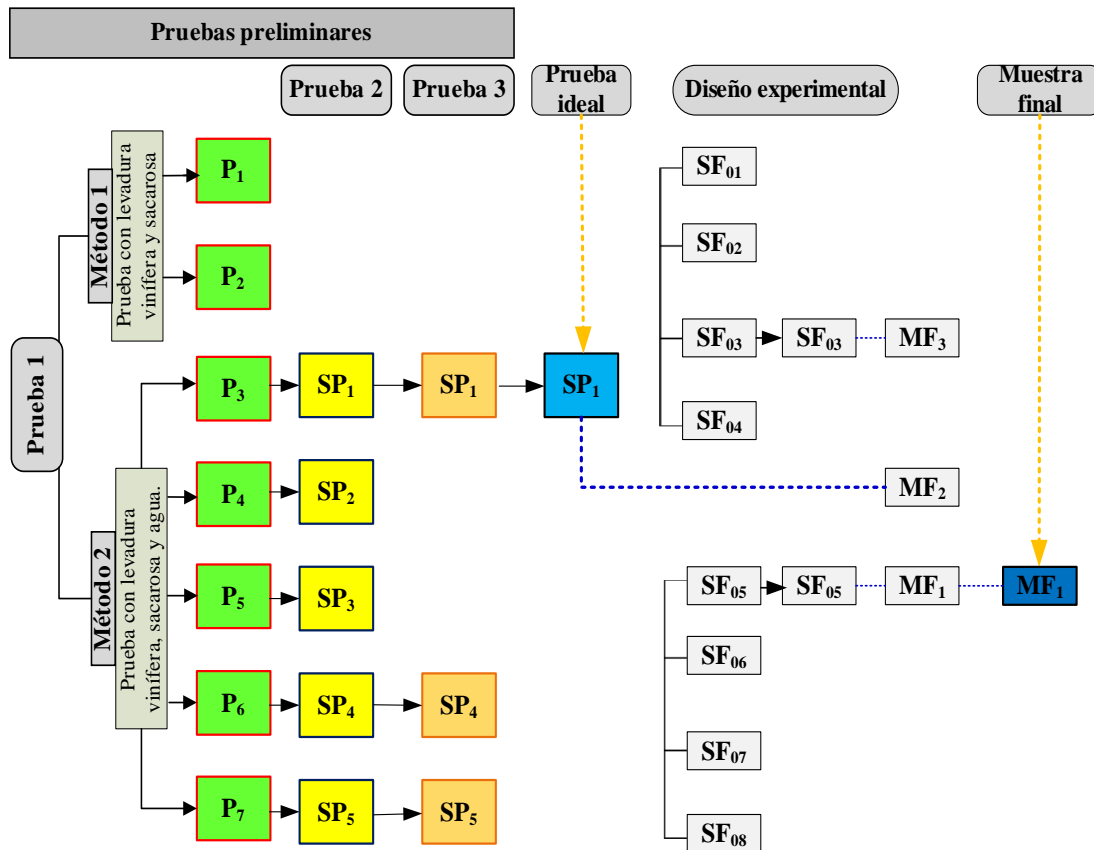 Pruebas preliminares
Prueba 2
Prueba 3
Prueba
ideal
Diseño experimental
Muestra
final
Prueba 1
Método 1
Prueba con levadura
vinífera y sacarosa
P1
P2
Método 2
Prueba con levadura
vinífera, sacarosa y agua.
P3
SP1
SP1
SP1
P4
SP2
P5
SP3
P6
SP4
SP4
P7
SP5
SP5
SF01
SF02
SF03
SF03
MF3
SF04
MF2
SF05
SF05
MF1
MF1
SF06
SF07
SF08